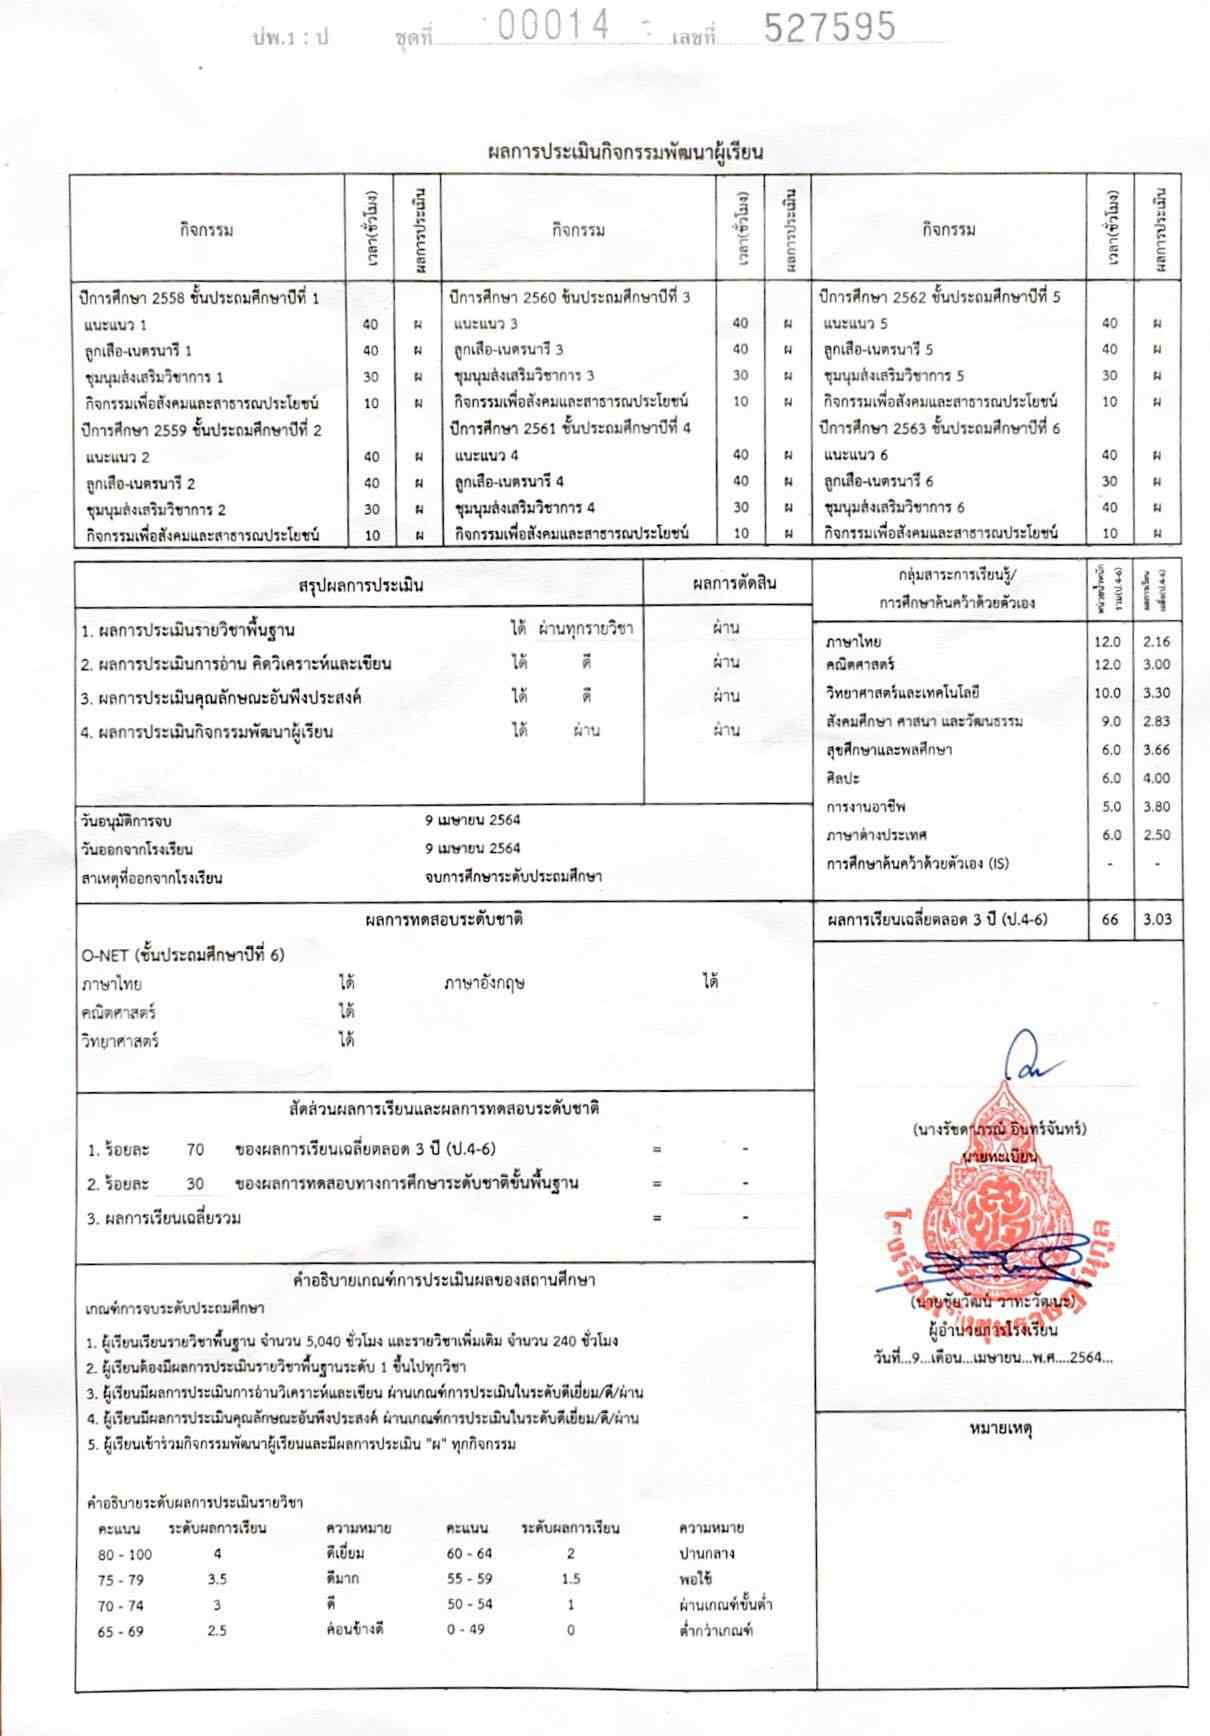 ปพ.1 : ป ชุดที่ 00014 เลขที่ 527595
ผลการประเมินกิจกรรมพัฒนาผู้เรียน
กิจกรรม เวลา(ชั่วโมง) ผลการประเมิน กิจกรรม เวลา(ชั่วโมง) ผลการประเมิน กิจกรรม เวลา(ชั่วโมง) ผลการประเมิน
ปีการศึกษา 2558 ชั้นประถมศึกษาปีที่ 1 ปีการศึกษา 2560 ชั้นประถมศึกษาปีที่ 3 ปีการศึกษา 2562 ชั้นประถมศึกษาปีที่ 5
แนะแนว 1 40 ผ แนะแนว 3 40 ผ แนะแนว 5 40 ผ
ลูกเสือ-เนตรนารี 1 40 ผ ลูกเสือ-เนตรนารี 3 40 ผ ลูกเสือ-เนตรนารี 5 40 ผ
ชุมนุมส่งเสริมวิชาการ 1 30 ผ ชุมนุมส่งเสริมวิชาการ 3 30 ผ ชุมนุมส่งเสริมวิชาการ 5 30 ผ
กิจกรรมเพื่อสังคมและสาธารณประโยชน์ 10 ผ กิจกรรมเพื่อสังคมและสาธารณประโยชน์ 10 ผ กิจกรรมเพื่อสังคมและสาธารณประโยชน์ 10 ผ
ปีการศึกษา 2559 ชั้นประถมศึกษาปีที่ 2 ปีการศึกษา 2561 ชั้นประถมศึกษาปีที่ 4 ปีการศึกษา 2563 ชั้นประถมศึกษาปีที่ 6
แนะแนว 2 40 ผ แนะแนว 4 40 ผ แนะแนว 6 40 ผ
ลูกเสือ-เนตรนารี 2 40 ผ ลูกเสือ-เนตรนารี 4 40 ผ ลูกเสือ-เนตรนารี 6 30 ผ
ชุมนุมส่งเสริมวิชาการ 2 30 ผ ชุมนุมส่งเสริมวิชาการ 4 30 ผ ชุมนุมส่งเสริมวิชาการ 6 40 ผ
กิจกรรมเพื่อสังคมและสาธารณประโยชน์ 10 ผ กิจกรรมเพื่อสังคมและสาธารณประโยชน์ 10 ผ กิจกรรมเพื่อสังคมและสาธารณประโยชน์ 10 ผ
สรุปผลการประเมิน ผลการตัดสิน
1. ผลการประเมินรายวิชาพื้นฐาน ได้ ผ่านทุกรายวิชา ผ่าน
2. ผลการประเมินการอ่าน คิดวิเคราะห์และเขียน ได้ ดี ผ่าน
3. ผลการประเมินคุณลักษณะอันพึงประสงค์ ได้ ดี ผ่าน
4. ผลการประเมินกิจกรรมพัฒนาผู้เรียน ได้ ผ่าน ผ่าน
วันอนุมัติการจบ 9 เมษายน 2564
วันออกจากโรงเรียน 9 เมษายน 2564
สาเหตุที่ออกจากโรงเรียน จบการศึกษาระดับประถมศึกษา
กลุ่มสาระการเรียนรู้/
การศึกษาค้นคว้าด้วยตัวเอง
ภาษาไทย 12.0 2.16
คณิตศาสตร์ 12.0 3.00
วิทยาศาสตร์และเทคโนโลยี 10.0 3.30
สังคมศึกษา ศาสนา และวัฒนธรรม 9.0 2.83
สุขศึกษาและพลศึกษา 6.0 3.66
ศิลปะ 6.0 4.00
การงานอาชีพ 5.0 3.80
ภาษาต่างประเทศ 6.0 2.50
การศึกษาค้นคว้าด้วยตัวเอง (IS) - -
ผลการเรียนเฉลี่ยตลอด 3 ปี (ป.4-6) 66 3.03
ผลการทดสอบระดับชาติ
O-NET (ชั้นประถมศึกษาปีที่ 6)
ภาษาไทย ได้ ภาษาอังกฤษ ได้
คณิตศาสตร์ ได้
วิทยาศาสตร์ ได้
สัดส่วนผลการเรียนและผลการทดสอบระดับชาติ
1. ร้อยละ 70 ของผลการเรียนเฉลี่ยตลอด 3 ปี (ป.4-6) = -
2. ร้อยละ 30 ของผลการทดสอบทางการศึกษาระดับชาติขั้นพื้นฐาน = -
3. ผลการเรียนเฉลี่ยรวม = -
(นางรัชดาภรณ์ อินทร์จันทร์)
นายทะเบียน
(นายชัยวัฒน์ วาทะวัฒนะ)
ผู้อำนวยการโรงเรียน
วันที่...9...เดือน...เมษายน...พ.ศ....2564...
คำอธิบายเกณฑ์การประเมินผลของสถานศึกษา
เกณฑ์การจบระดับประถมศึกษา
1. ผู้เรียนเรียนรายวิชาพื้นฐาน จำนวน 5,040 ชั่วโมง และรายวิชาเพิ่มเติม จำนวน 240 ชั่วโมง
2. ผู้เรียนต้องมีผลการประเมินรายวิชาพื้นฐานระดับ 1 ขึ้นไปทุกวิชา
3. ผู้เรียนมีผลการประเมินการอ่านวิเคราะห์และเขียน ผ่านเกณฑ์การประเมินในระดับดีเยี่ยม/ดี/ผ่าน
4. ผู้เรียนมีผลการประเมินคุณลักษณะอันพึงประสงค์ ผ่านเกณฑ์การประเมินในระดับดีเยี่ยม/ดี/ผ่าน
5. ผู้เรียนเข้าร่วมกิจกรรมพัฒนาผู้เรียนและมีผลการประเมิน "ผ" ทุกกิจกรรม
หมายเหตุ
คำอธิบายระดับผลการประเมินรายวิชา
คะแนน ระดับผลการเรียน ความหมาย คะแนน ระดับผลการเรียน ความหมาย
80 - 100 4 ดีเยี่ยม 60 - 64 2 ปานกลาง
75 - 79 3.5 ดีมาก 55 - 59 1.5 พอใช้
70 - 74 3 ดี 50 - 54 1 ผ่านเกณฑ์ขั้นต่ำ
65 - 69 2.5 ค่อนข้างดี 0 - 49 0 ต่ำกว่าเกณฑ์